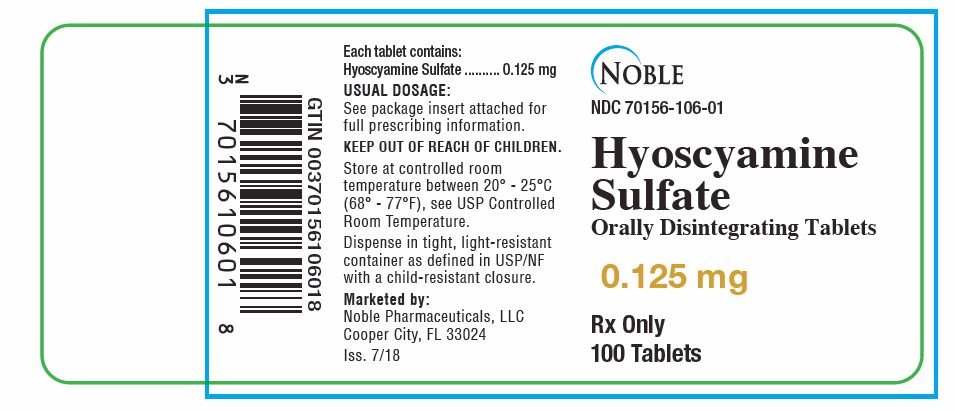 N
3 7015610601 8
GTIN 00370156106018
Each tablet contains:
Hyoscyamine Sulfate .......... 0.125 mg
USUAL DOSAGE:
See package insert attached for
full prescribing information.
KEEP OUT OF REACH OF CHILDREN.
Store at controlled room
temperature between 20° - 25°C
(68° - 77°F), see USP Controlled
Room Temperature.
Dispense in tight, light-resistant
container as defined in USP/NF
with a child-resistant closure.
Marketed by:
Noble Pharmaceuticals, LLC
Cooper City, FL 33024
Iss. 7/18
NOBLE
NDC 70156-106-01
Hyoscyamine
Sulfate
Orally Disintegrating Tablets
0.125 mg
Rx Only
100 Tablets